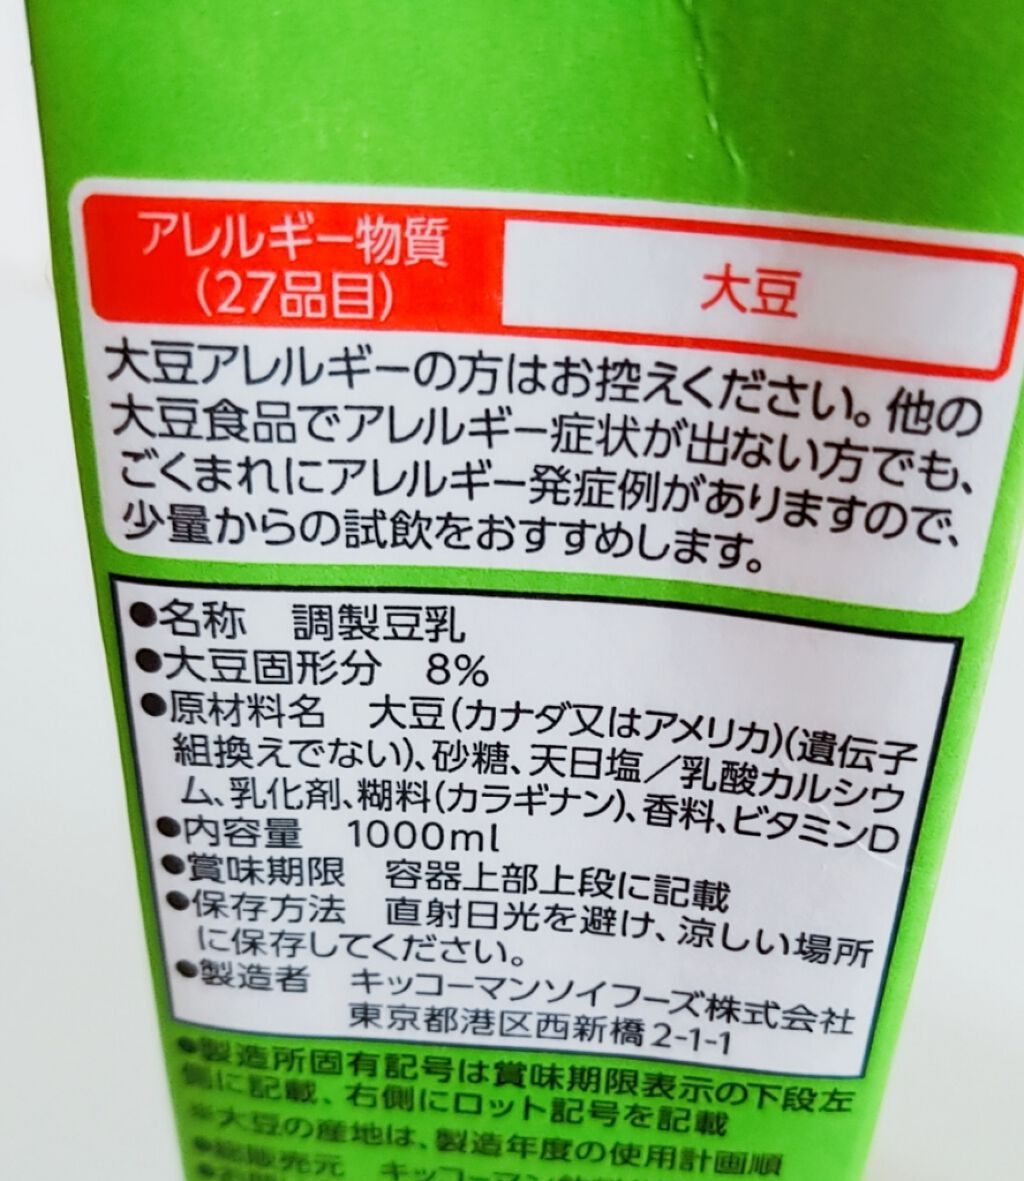 アレルギー物質
(27品目)
大豆
大豆アレルギーの方はお控えください。他の
大豆食品でアレルギー症状が出ない方でも、
ごくまれにアレルギー発症例がありますので、
少量からの試飲をおすすめします。
●名称 調製豆乳
●大豆固形分 8%
●原材料名 大豆(カナダ又はアメリカ)(遺伝子
組換えでない)、砂糖、天日塩/乳酸カルシウ
ム、乳化剤、糊料(カラギナン)、香料、ビタミンD
●内容量 1000ml
●賞味期限 容器上部上段に記載
●保存方法 直射日光を避け、涼しい場所
に保存してください。
●製造者 キッコーマンソイフーズ株式会社
東京都港区西新橋2-1-1
●製造所固有記号は賞味期限表示の下段左
側に記載、右側にロット記号を記載
※大豆の産地は、製造年度の使用計画順
●総販売元 キッコーマン